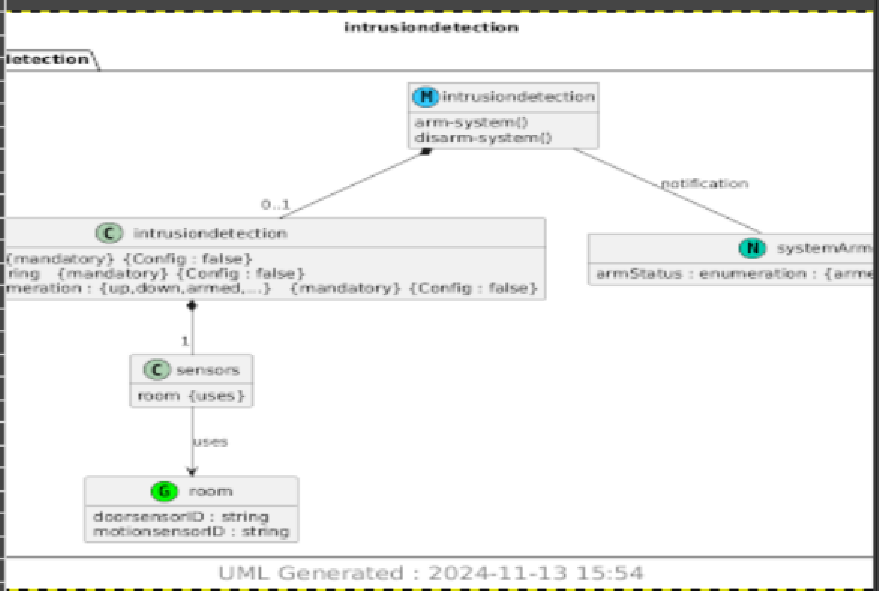 intrusiondetection
letection
M intrusiondetection
arm-system()
disarm-system()
notification
0..1
C intrusiondetection
{mandatory} {Config : false}
ring {mandatory} {Config : false}
meration : {up,down,armed,...} {mandatory} {Config : false}
N systemArm
armStatus : enumeration : {arme
1
C sensors
room {uses}
uses
G room
doorsensorID : string
motionsensorID : string
UML Generated : 2024-11-13 15:54